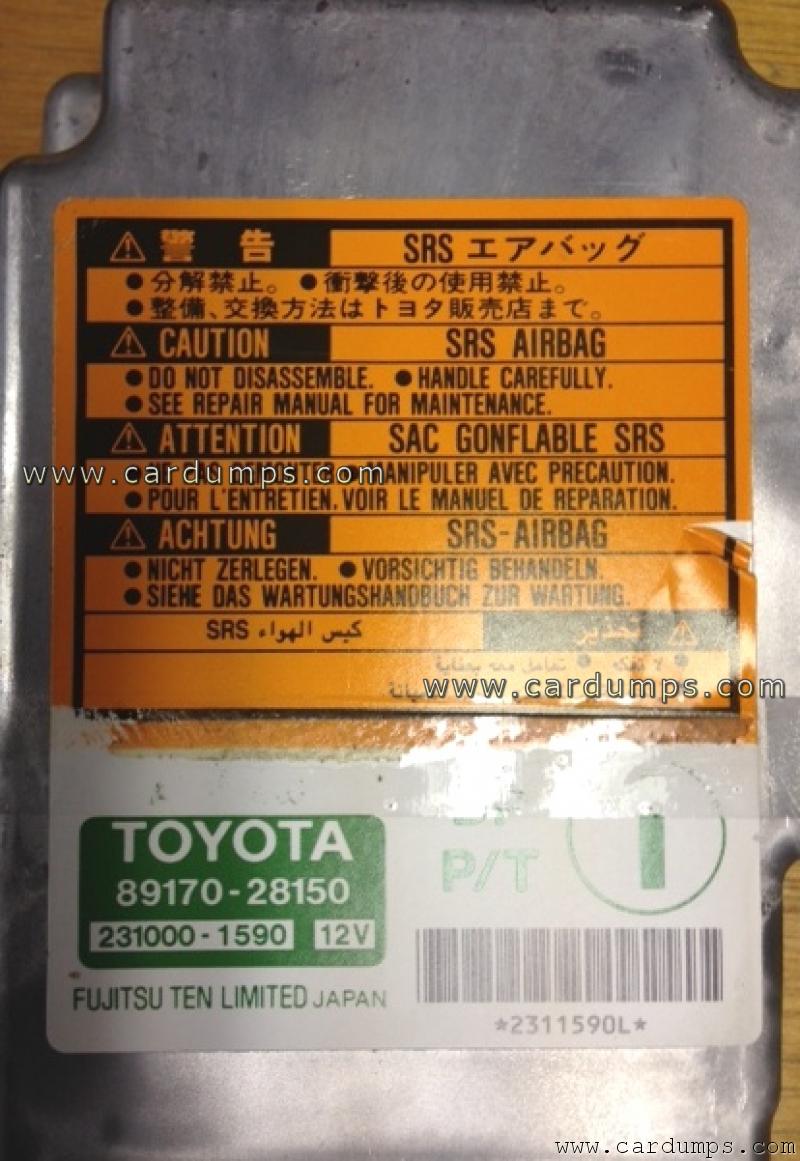 警 告 SRS エアバッグ
●分解禁止。 ●衝撃後の使用禁止。
●整備、交換方法はトヨタ販売店まで。
CAUTION SRS AIRBAG
●DO NOT DISASSEMBLE. ●HANDLE CAREFULLY.
●SEE REPAIR MANUAL FOR MAINTENANCE.
ATTENTION SAC GONFLABLE SRS
www.cardumps.com
MANIPULER AVEC PRECAUTION.
●POUR L'ENTRETIEN, VOIR LE MANUEL DE REPARATION.
ACHTUNG SRS-AIRBAG
●NICHT ZERLEGEN. ●VORSICHTIG BEHANDELN.
●SIEHE DAS WARTUNGSHANDBUCH ZUR WARTUNG.
تحذير كيس الهواء SRS
www.cardumps.com
TOYOTA
89170-28150
231000-1590 12V
P/T
1
FUJITSU TEN LIMITED JAPAN
*2311590L*
www.cardumps.com